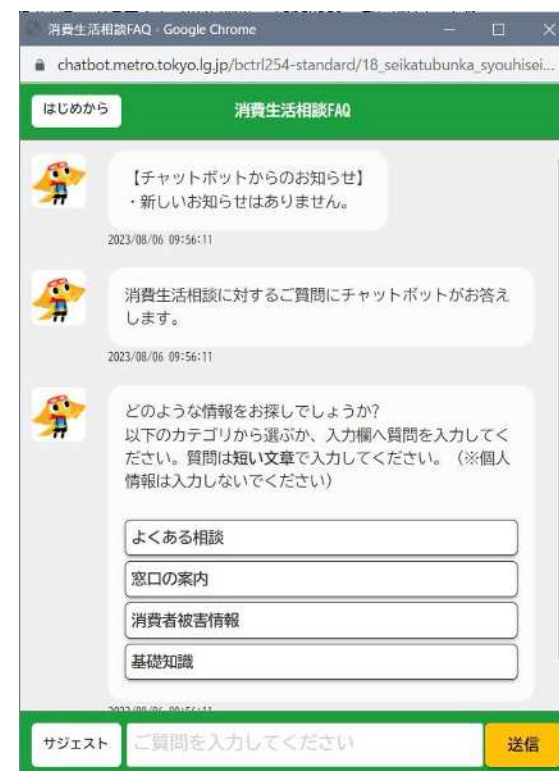 消費生活相談FAQ - Google Chrome
chatbot.metro.tokyo.lg.jp/bctrl254-standard/18_seikatubunka_syouhisei...
はじめから
消費生活相談FAQ
【チャットボットからのお知らせ】
・新しいお知らせはありません。
2023/08/06 09:56:11
消費生活相談に対するご質問にチャットボットがお答え
します。
2023/08/06 09:56:11
どのような情報をお探しでしょうか?
以下のカテゴリから選ぶか、入力欄へ質問を入力してく
ださい。質問は短い文章で入力してください。（※個人
情報は入力しないでください）
よくある相談
窓口の案内
消費者被害情報
基礎知識
サジェスト
ご質問を入力してください
送信